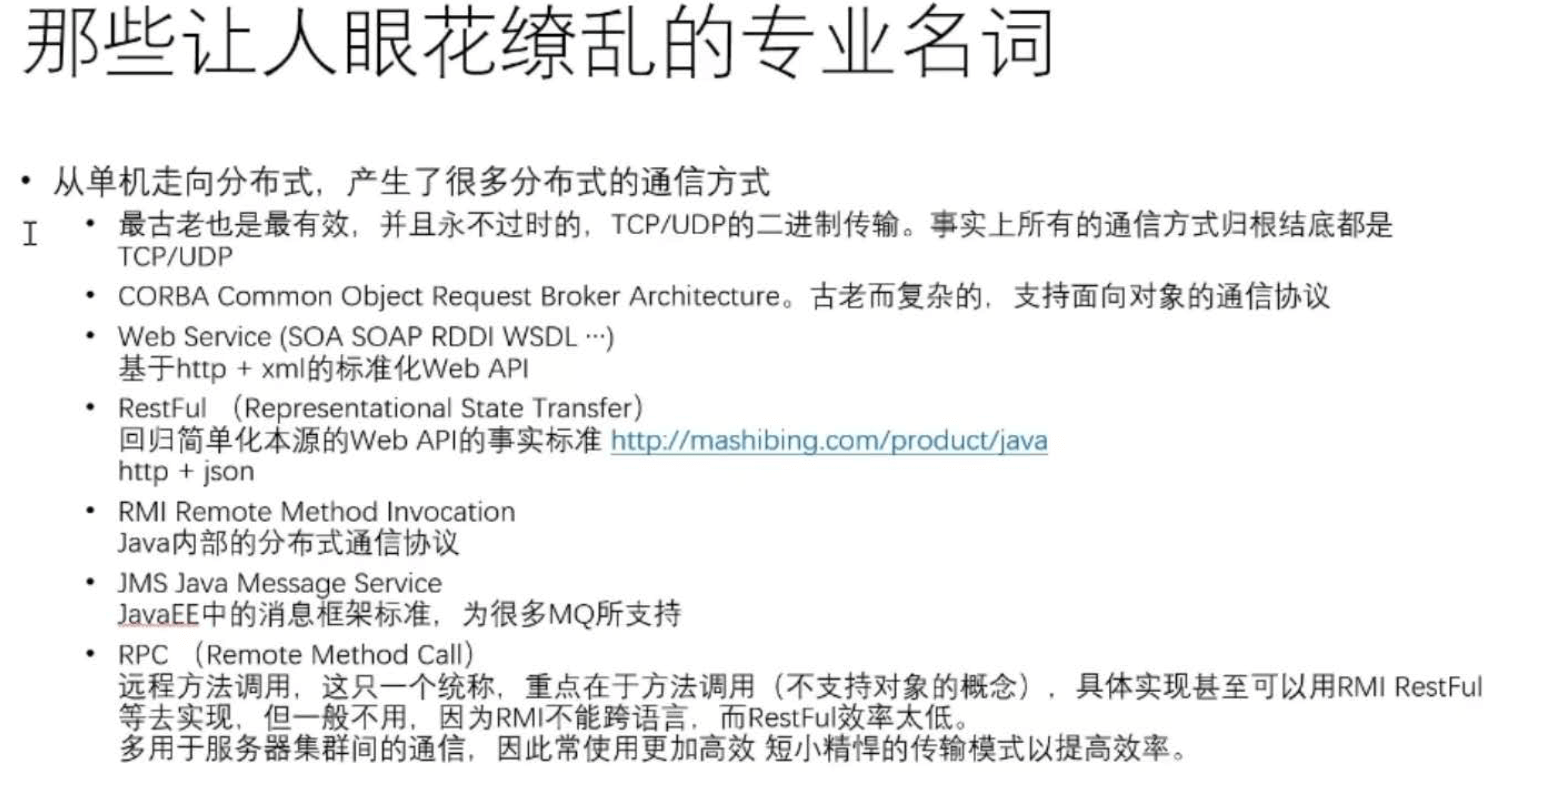 那些让人眼花缭乱的专业名词
• 从单机走向分布式，产生了很多分布式的通信方式
• 最古老也是最有效，并且永不过时的，TCP/UDP的二进制传输。事实上所有的通信方式归根结底都是
TCP/UDP
• CORBA Common Object Request Broker Architecture。古老而复杂的，支持面向对象的通信协议
• Web Service (SOA SOAP RDDI WSDL ···)
基于http + xml的标准化Web API
• RestFul （Representational State Transfer）
回归简单化本源的Web API的事实标准 http://mashibing.com/product/java
http + json
• RMI Remote Method Invocation
Java内部的分布式通信协议
• JMS Java Message Service
JavaEE中的消息框架标准，为很多MQ所支持
• RPC （Remote Method Call）
远程方法调用，这只一个统称，重点在于方法调用（不支持对象的概念），具体实现甚至可以用RMI RestFul
等去实现，但一般不用，因为RMI不能跨语言，而RestFul效率太低。
多用于服务器集群间的通信，因此常使用更加高效 短小精悍的传输模式以提高效率。